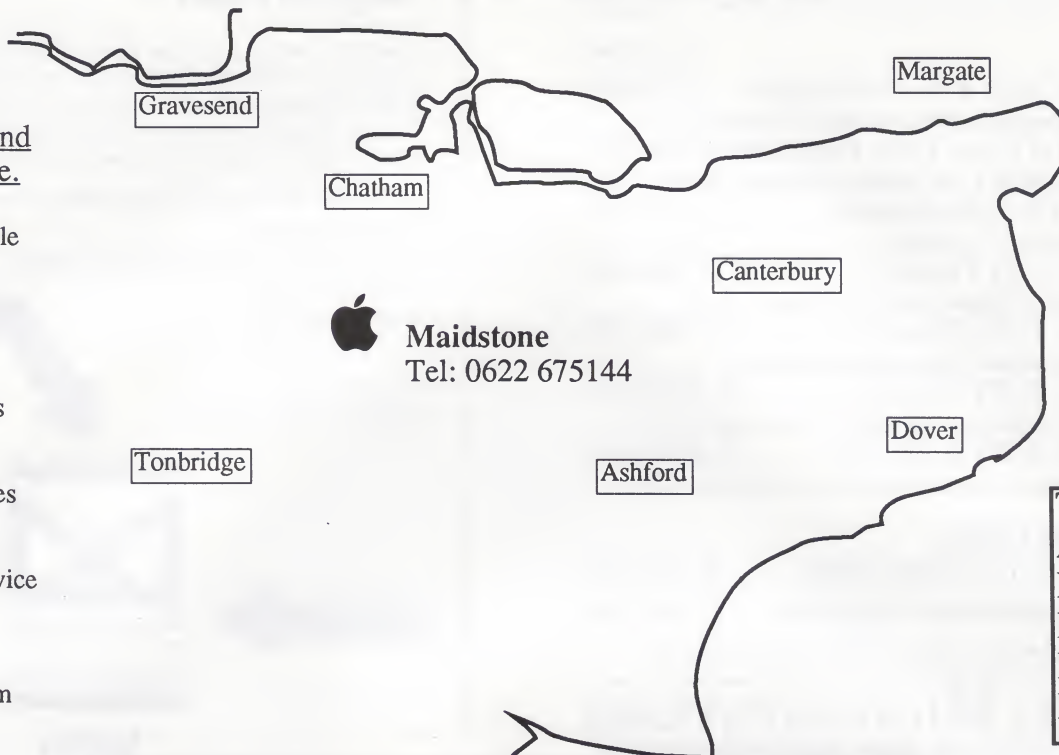 Gravesend
Margate
Chatham
Canterbury
Maidstone
Tel: 0622 675144
Tonbridge
Ashford
Dover